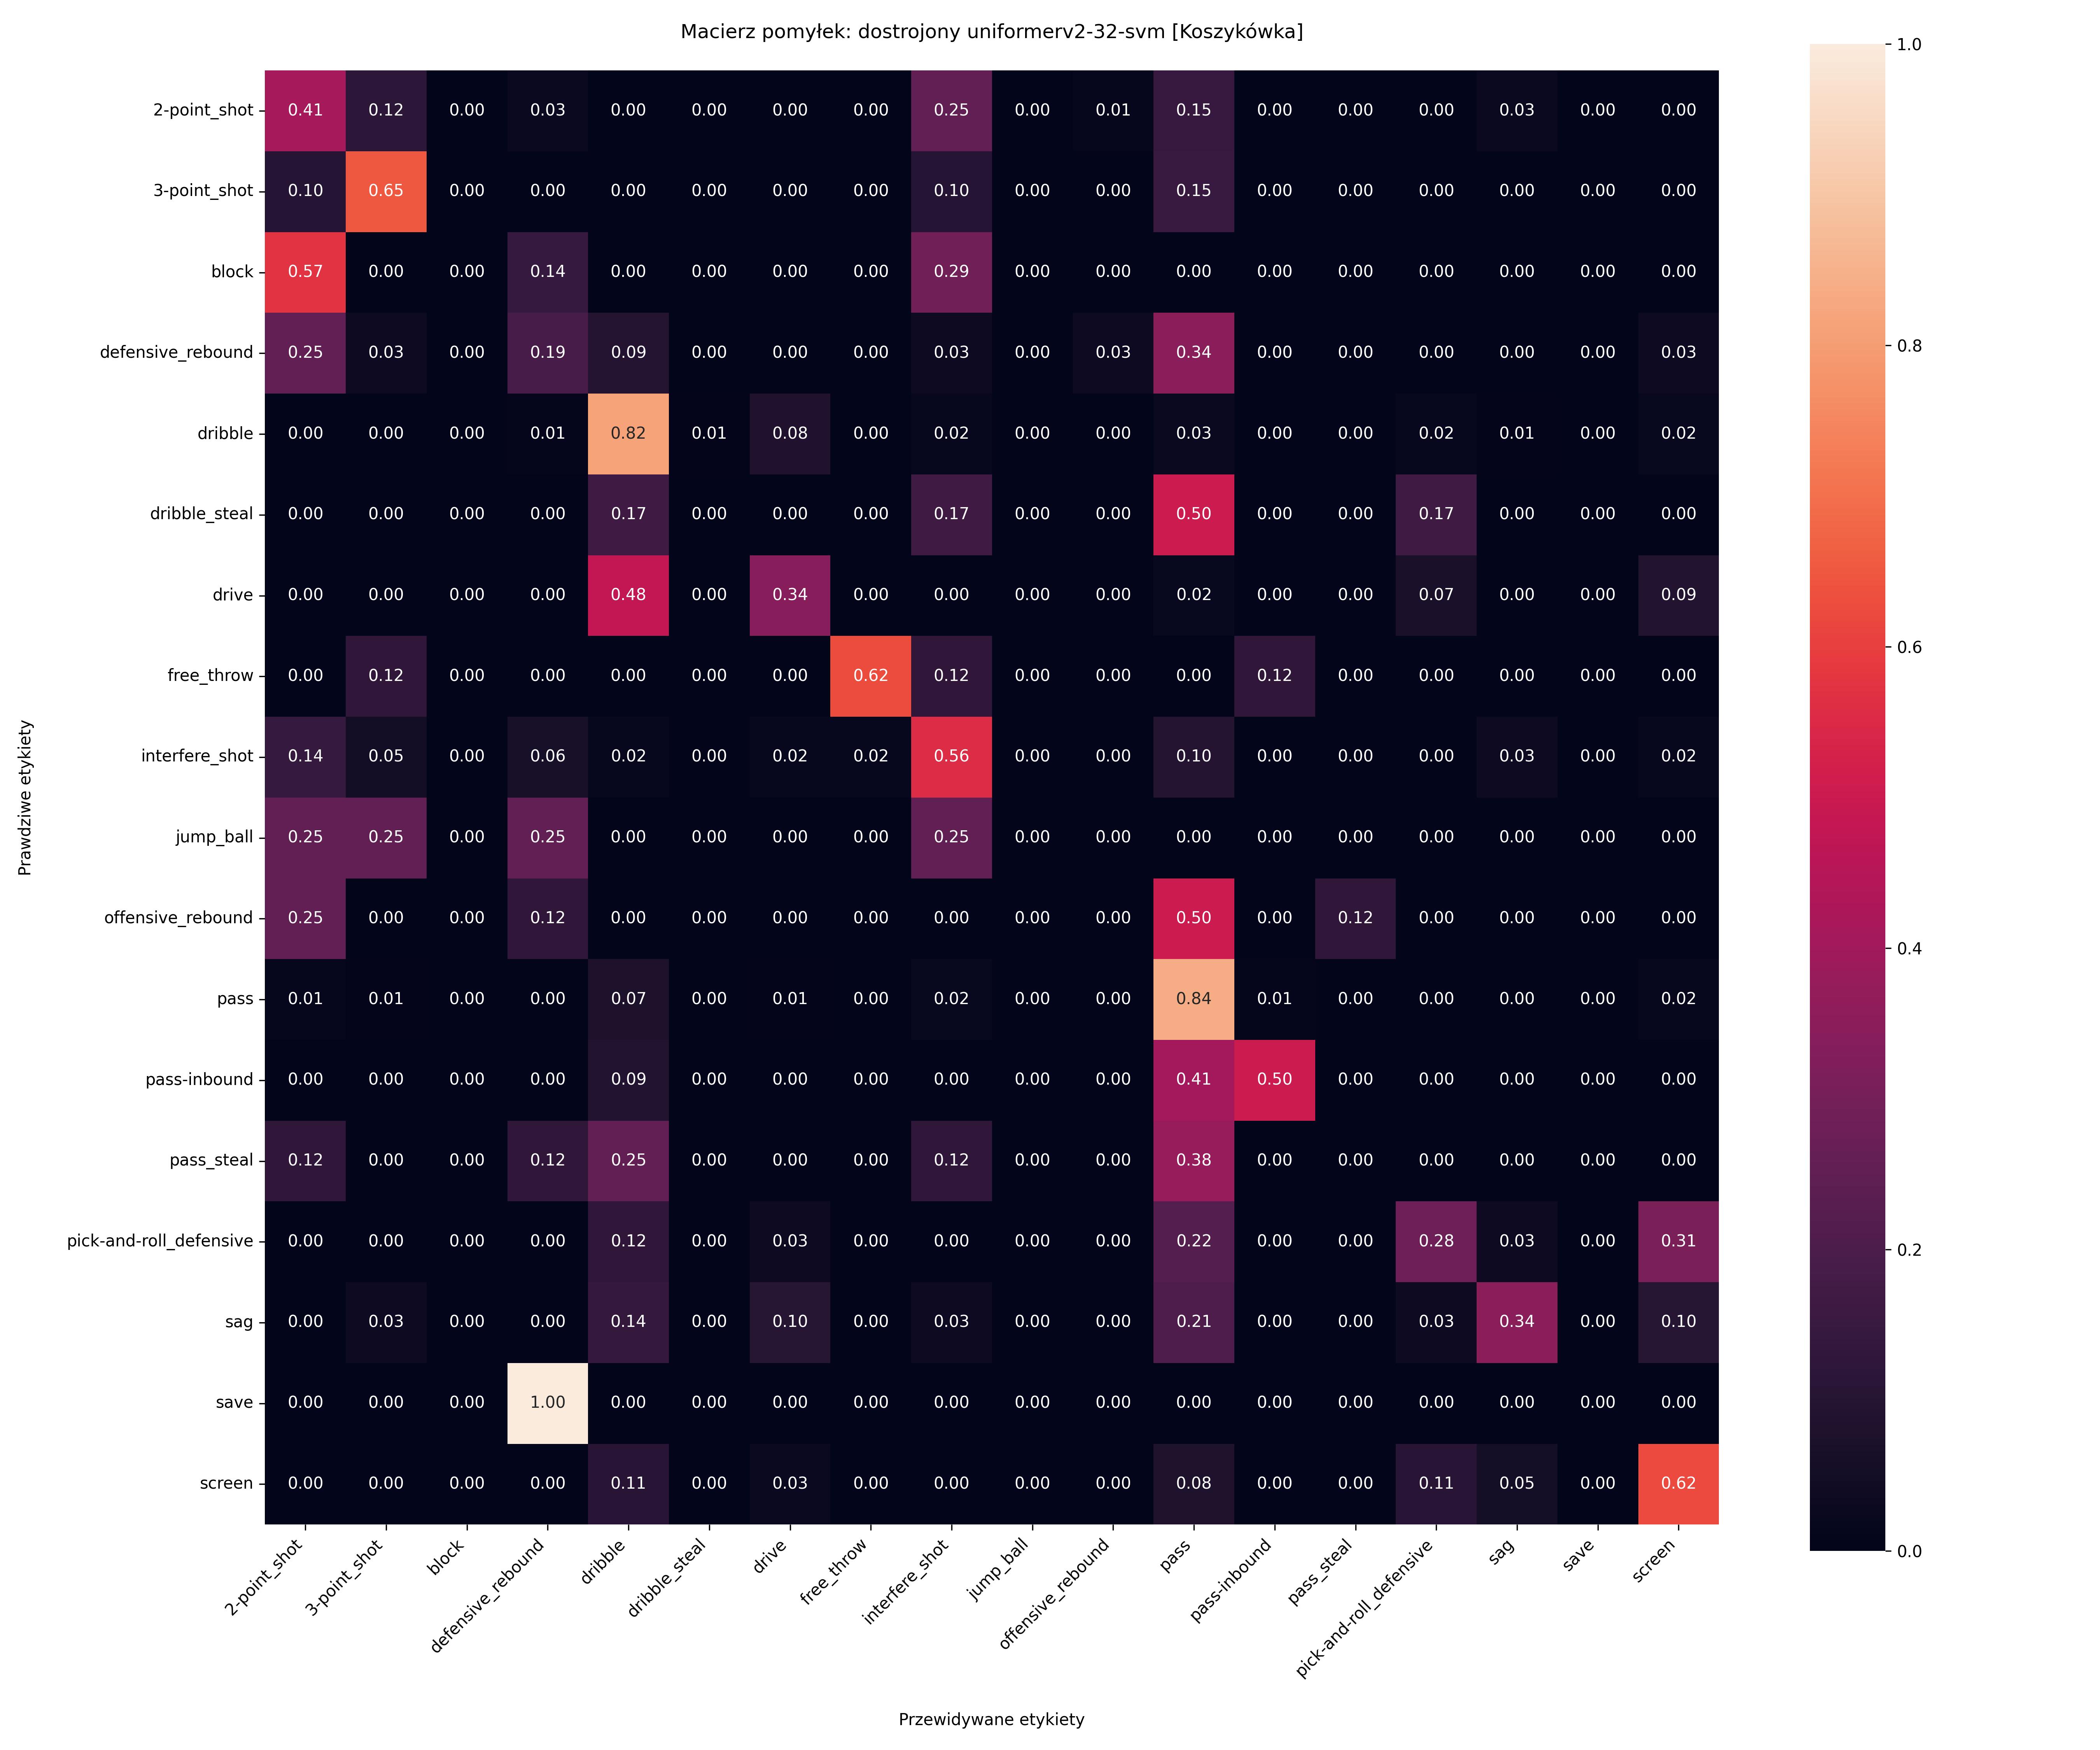 Macierz pomyłek: dostrojony uniformerv2-32-svm [Koszykówka]
1.0
2-point_shot 0.41 0.12 0.00 0.03 0.00 0.00 0.00 0.00 0.25 0.00 0.01 0.15 0.00 0.00 0.00 0.03 0.00 0.00
3-point_shot 0.10 0.65 0.00 0.00 0.00 0.00 0.00 0.00 0.10 0.00 0.00 0.15 0.00 0.00 0.00 0.00 0.00 0.00
block 0.57 0.00 0.00 0.14 0.00 0.00 0.00 0.00 0.29 0.00 0.00 0.00 0.00 0.00 0.00 0.00 0.00 0.00
0.8
defensive_rebound 0.25 0.03 0.00 0.19 0.09 0.00 0.00 0.00 0.03 0.00 0.03 0.34 0.00 0.00 0.00 0.00 0.00 0.03
dribble 0.00 0.00 0.00 0.01 0.82 0.01 0.08 0.00 0.02 0.00 0.00 0.03 0.00 0.00 0.02 0.01 0.00 0.02
dribble_steal 0.00 0.00 0.00 0.00 0.17 0.00 0.00 0.00 0.17 0.00 0.00 0.50 0.00 0.00 0.17 0.00 0.00 0.00
drive 0.00 0.00 0.00 0.00 0.48 0.00 0.34 0.00 0.00 0.00 0.00 0.02 0.00 0.00 0.07 0.00 0.00 0.09
0.6
free_throw 0.00 0.12 0.00 0.00 0.00 0.00 0.00 0.62 0.12 0.00 0.00 0.00 0.12 0.00 0.00 0.00 0.00 0.00
interfere_shot 0.14 0.05 0.00 0.06 0.02 0.00 0.02 0.02 0.56 0.00 0.00 0.10 0.00 0.00 0.00 0.03 0.00 0.02
Prawdziwe etykiety
jump_ball 0.25 0.25 0.00 0.25 0.00 0.00 0.00 0.00 0.25 0.00 0.00 0.00 0.00 0.00 0.00 0.00 0.00 0.00
offensive_rebound 0.25 0.00 0.00 0.12 0.00 0.00 0.00 0.00 0.00 0.00 0.00 0.50 0.00 0.12 0.00 0.00 0.00 0.00
0.4
pass 0.01 0.01 0.00 0.00 0.07 0.00 0.01 0.00 0.02 0.00 0.00 0.84 0.01 0.00 0.00 0.00 0.00 0.02
pass-inbound 0.00 0.00 0.00 0.00 0.09 0.00 0.00 0.00 0.00 0.00 0.00 0.41 0.50 0.00 0.00 0.00 0.00 0.00
pass_steal 0.12 0.00 0.00 0.12 0.25 0.00 0.00 0.00 0.12 0.00 0.00 0.38 0.00 0.00 0.00 0.00 0.00 0.00
pick-and-roll_defensive 0.00 0.00 0.00 0.00 0.12 0.00 0.03 0.00 0.00 0.00 0.00 0.22 0.00 0.00 0.28 0.03 0.00 0.31
0.2
sag 0.00 0.03 0.00 0.00 0.14 0.00 0.10 0.00 0.03 0.00 0.00 0.21 0.00 0.00 0.03 0.34 0.00 0.10
save 0.00 0.00 0.00 1.00 0.00 0.00 0.00 0.00 0.00 0.00 0.00 0.00 0.00 0.00 0.00 0.00 0.00 0.00
screen 0.00 0.00 0.00 0.00 0.11 0.00 0.03 0.00 0.00 0.00 0.00 0.08 0.00 0.00 0.11 0.05 0.00 0.62
0.0
2-point_shot 3-point_shot block defensive_rebound dribble dribble_steal drive free_throw interfere_shot jump_ball offensive_rebound pass pass-inbound pass_steal pick-and-roll_defensive sag save screen
Przewidywane etykiety